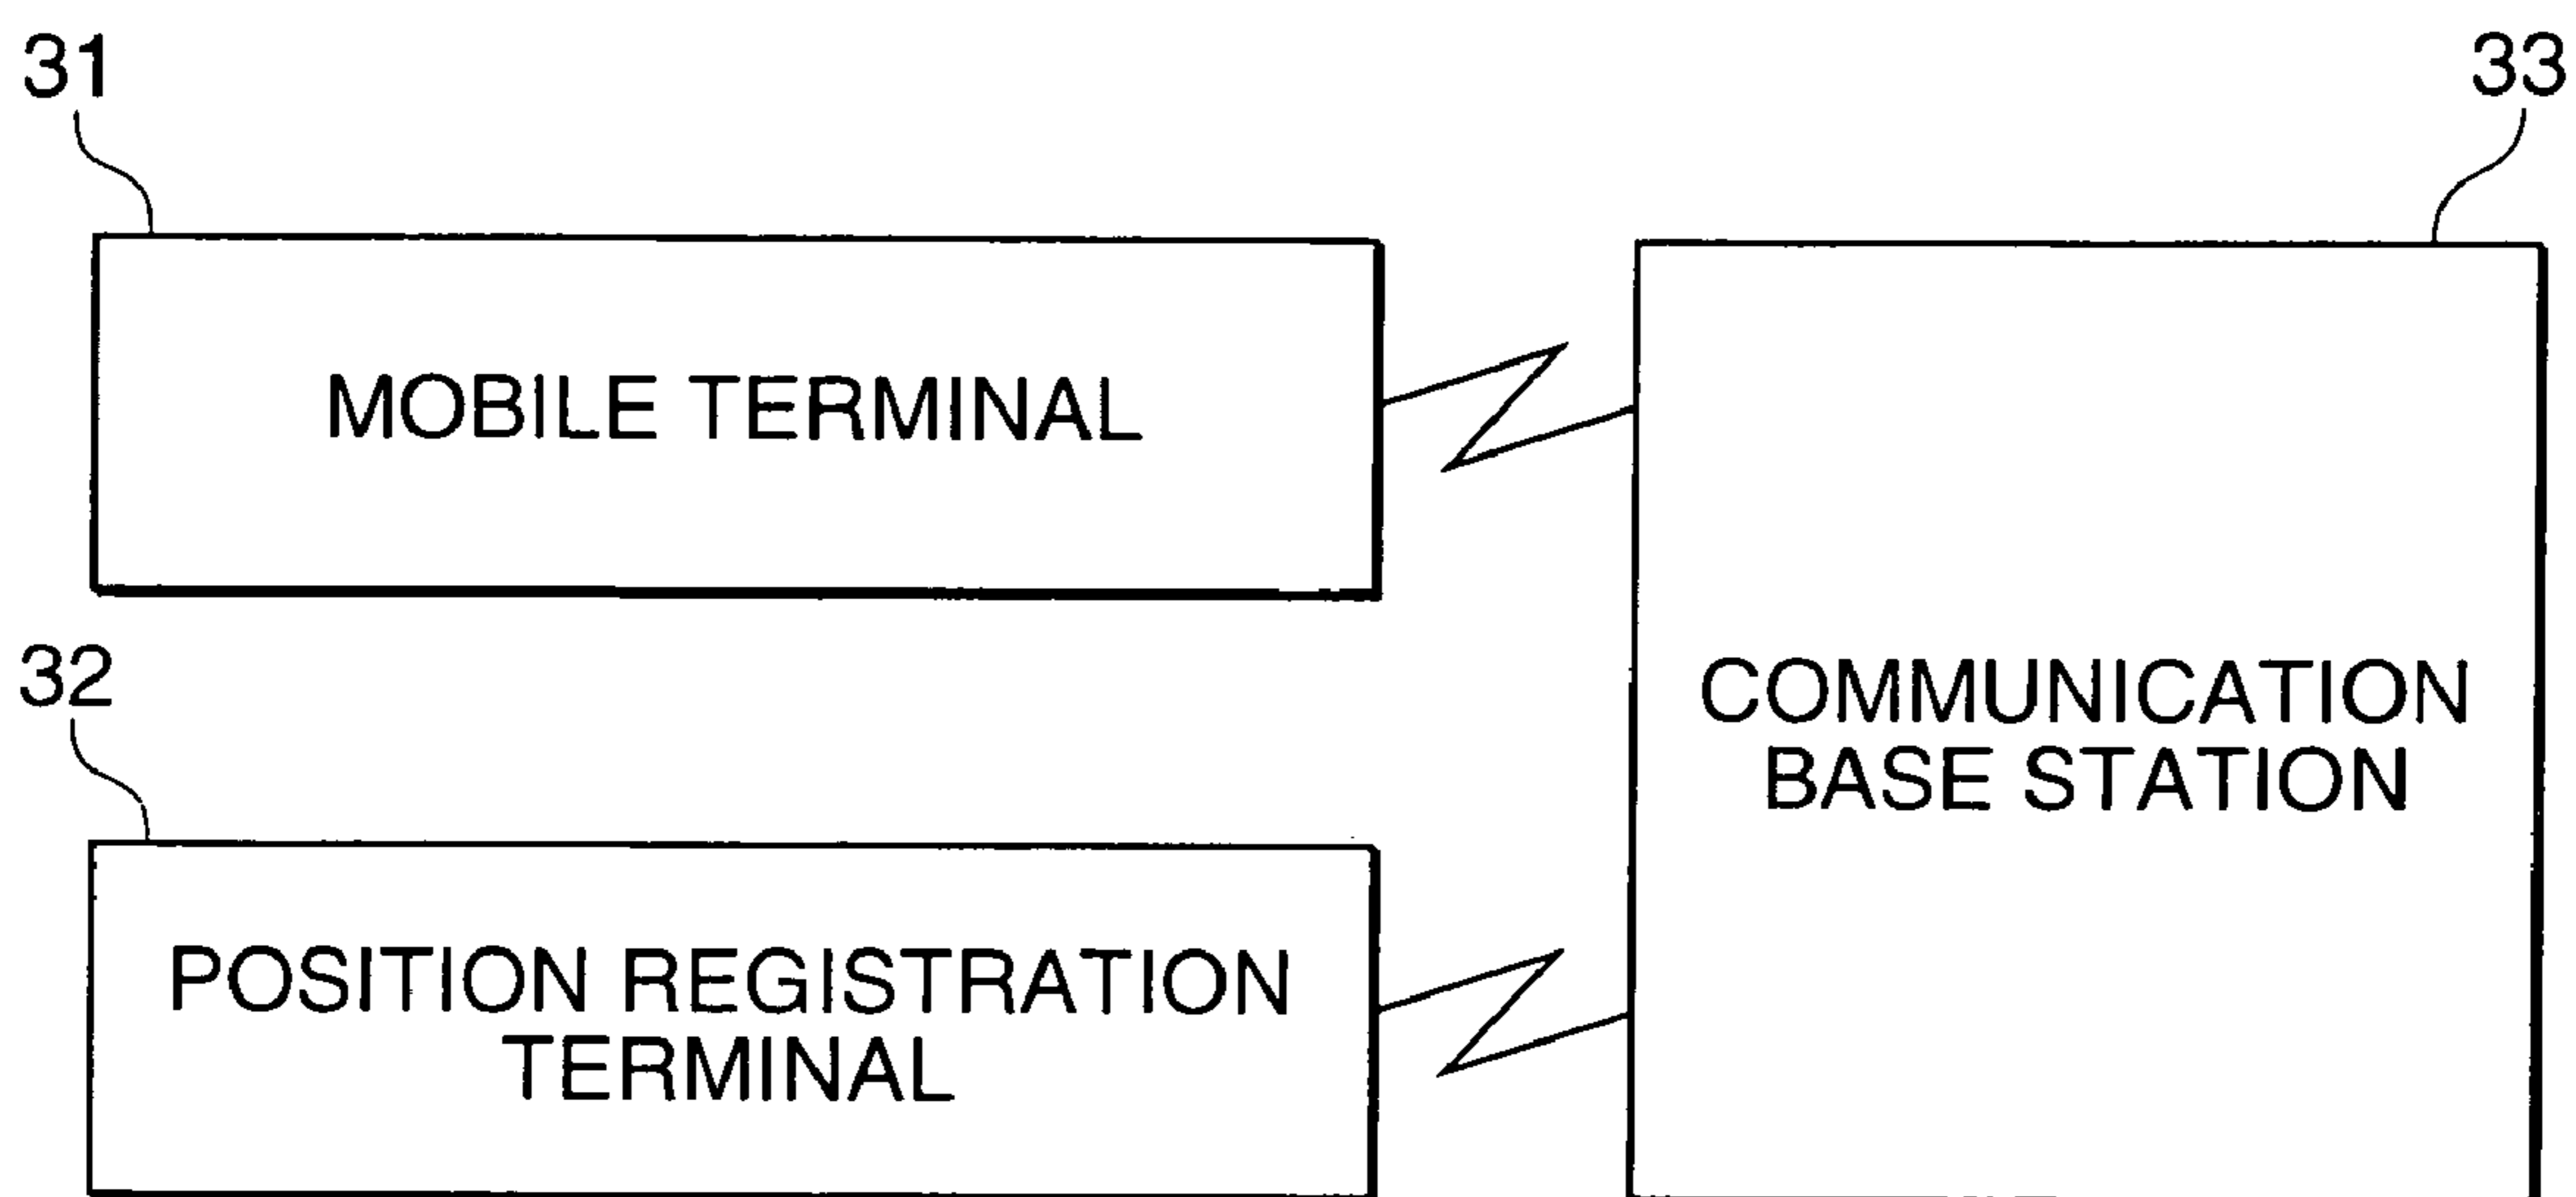 31
33
MOBILE TERMINAL
32
COMMUNICATION
BASE STATION
POSITION REGISTRATION
TERMINAL